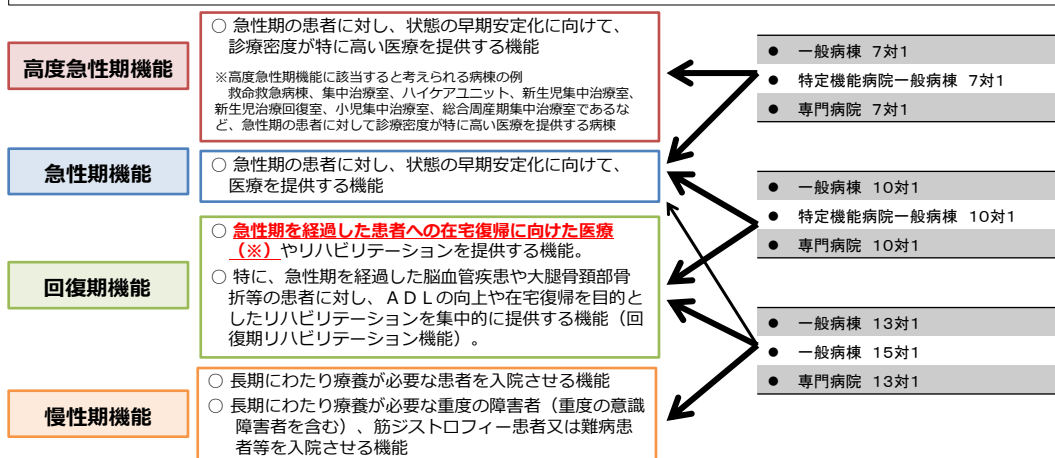 高度急性期機能
○ 急性期の患者に対し、状態の早期安定化に向けて、
診療密度が特に高い医療を提供する機能
※高度急性期機能に該当すると考えられる病棟の例
救命救急病棟、集中治療室、ハイケアユニット、新生児集中治療室、
新生児治療回復室、小児集中治療室、総合周産期集中治療室であるな
ど、急性期の患者に対して診療密度が特に高い医療を提供する病棟
急性期機能
○ 急性期の患者に対し、状態の早期安定化に向けて、
医療を提供する機能
回復期機能
○ 急性期を経過した患者への在宅復帰に向けた医療
（※）やリハビリテーションを提供する機能。
○ 特に、急性期を経過した脳血管疾患や大腿骨頚部骨
折等の患者に対し、ＡＤＬの向上や在宅復帰を目的と
したリハビリテーションを集中的に提供する機能（回
復期リハビリテーション機能）。
慢性期機能
○ 長期にわたり療養が必要な患者を入院させる機能
○ 長期にわたり療養が必要な重度の障害者（重度の意識
障害者を含む）、筋ジストロフィー患者又は難病患
者等を入院させる機能
● 一般病棟 7対1
● 特定機能病院一般病棟 7対1
● 専門病院 7対1
● 一般病棟 10対1
● 特定機能病院一般病棟 10対1
● 専門病院 10対1
● 一般病棟 13対1
● 一般病棟 15対1
● 専門病院 13対1